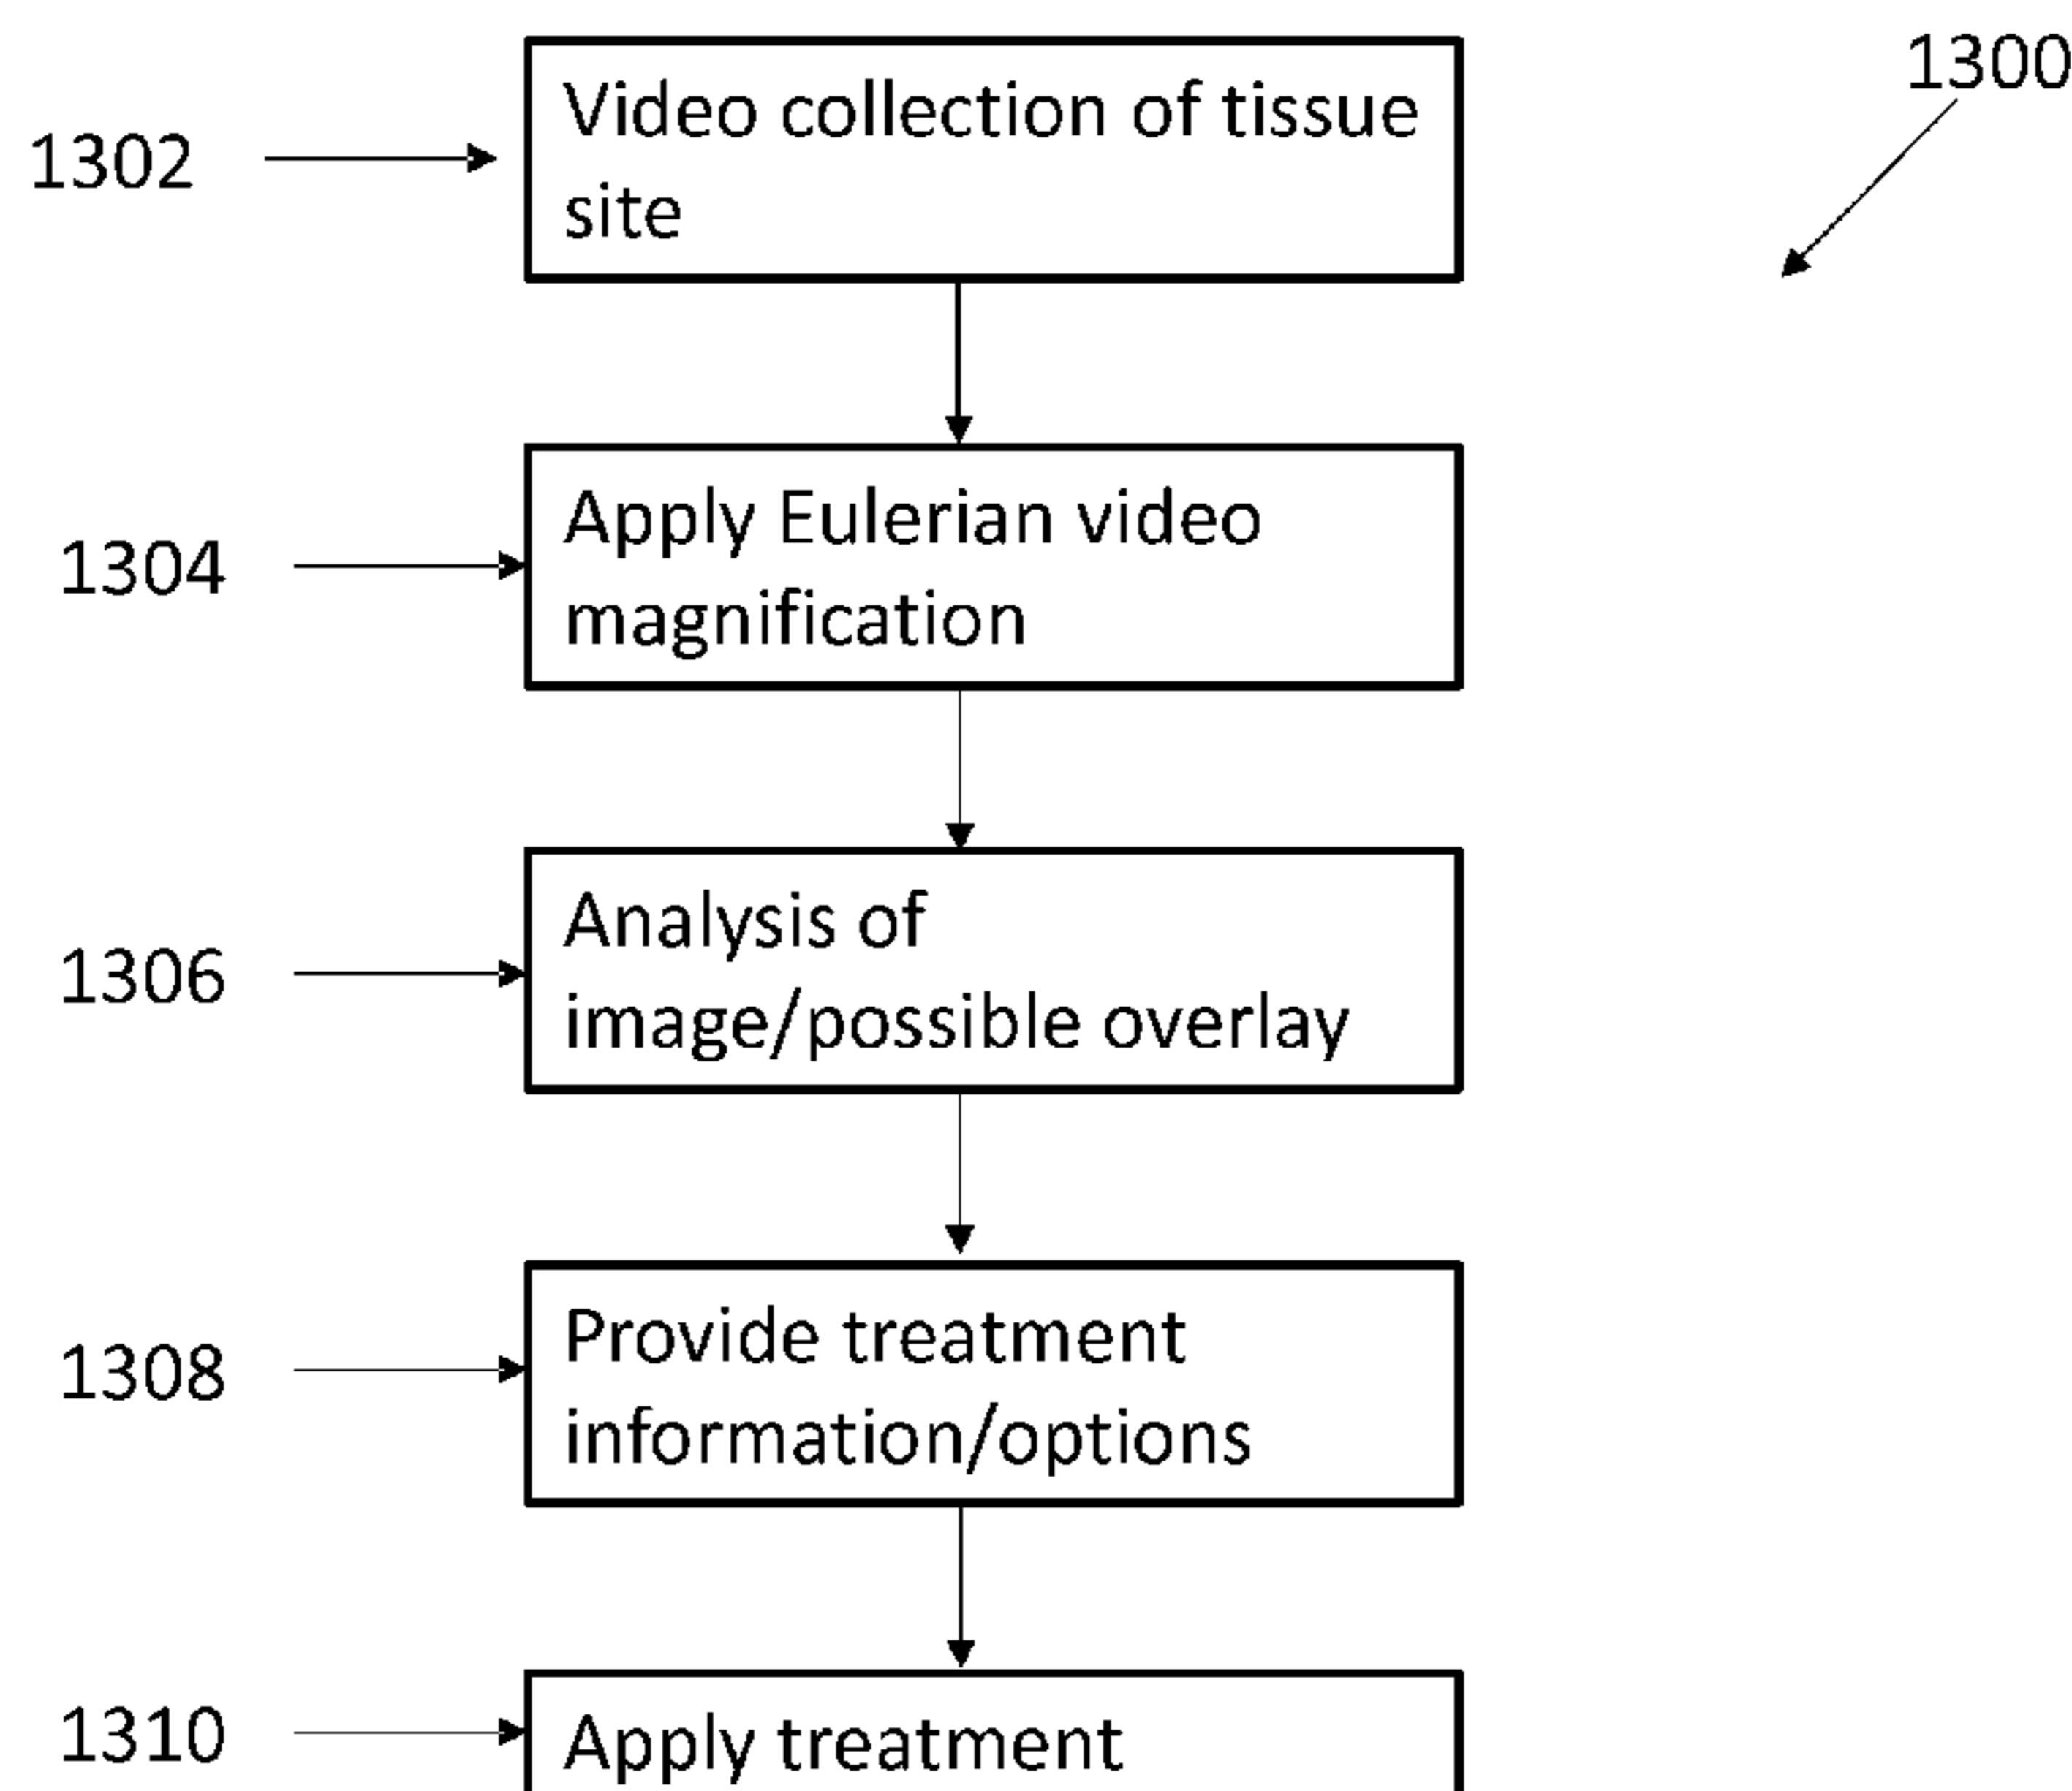 1300
1302
Video collection of tissue
site
1304
Apply Eulerian video
magnification
1306
Analysis of
image/possible overlay
1308
Provide treatment
information/options
1310
Apply treatment